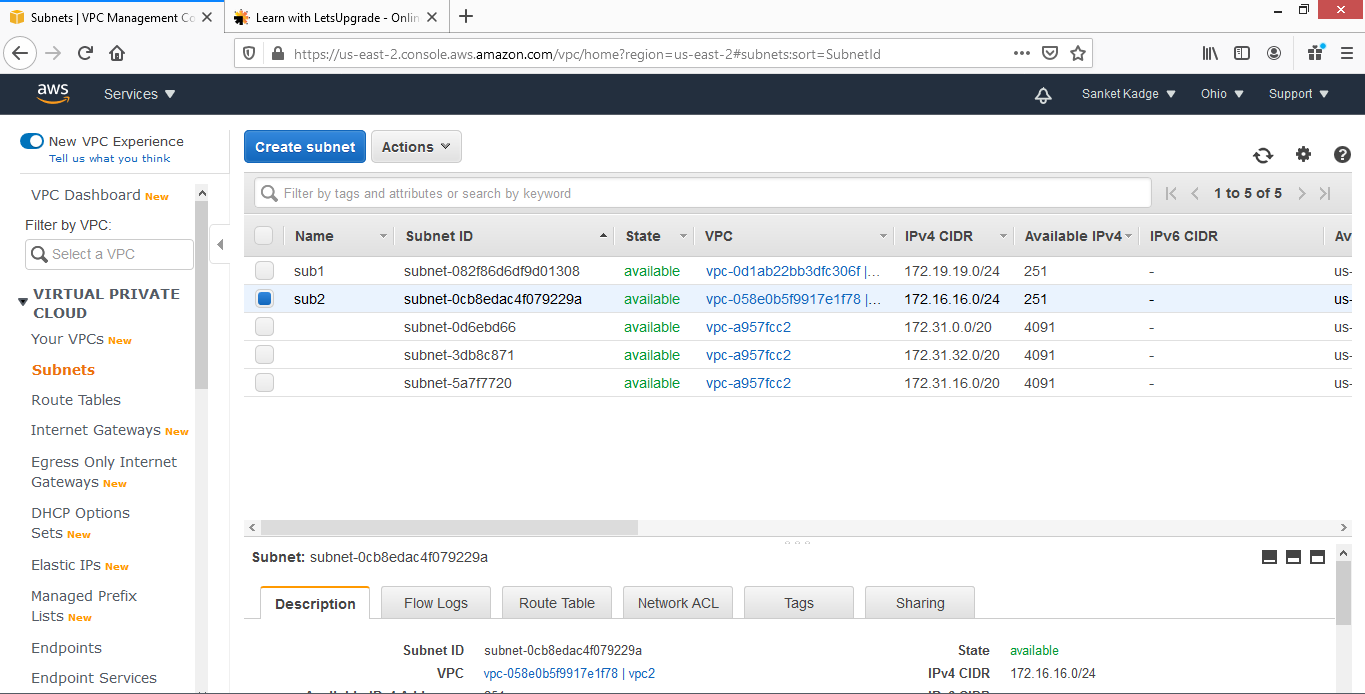 Subnets | VPC Management Co
Learn with LetsUpgrade - Onlin
https://us-east-2.console.aws.amazon.com/vpc/home?region=us-east-2#subnets:sort=SubnetId
aws
Services
Sanket Kadge
Ohio
Support
New VPC Experience
Tell us what you think
VPC Dashboard New
Filter by VPC:
Select a VPC
VIRTUAL PRIVATE
CLOUD
Your VPCs New
Subnets
Route Tables
Internet Gateways New
Egress Only Internet
Gateways New
DHCP Options
Sets New
Elastic IPs New
Managed Prefix
Lists New
Endpoints
Endpoint Services
Create subnet
Actions
Filter by tags and attributes or search by keyword
1 to 5 of 5
Name Subnet ID State VPC IPv4 CIDR Available IPv4 IPv6 CIDR Av
sub1 subnet-082f86d6df9d01308 available vpc-0d1ab22bb3dfc306f |... 172.19.19.0/24 251 - us-
sub2 subnet-0cb8edac4f079229a available vpc-058e0b5f9917e1f78 |... 172.16.16.0/24 251 - us-
subnet-0d6ebd66 available vpc-a957fcc2 172.31.0.0/20 4091 - us-
subnet-3db8c871 available vpc-a957fcc2 172.31.32.0/20 4091 - us-
subnet-5a7f7720 available vpc-a957fcc2 172.31.16.0/20 4091 - us-
Subnet: subnet-0cb8edac4f079229a
Description Flow Logs Route Table Network ACL Tags Sharing
Subnet ID subnet-0cb8edac4f079229a State available
VPC vpc-058e0b5f9917e1f78 | vpc2 IPv4 CIDR 172.16.16.0/24